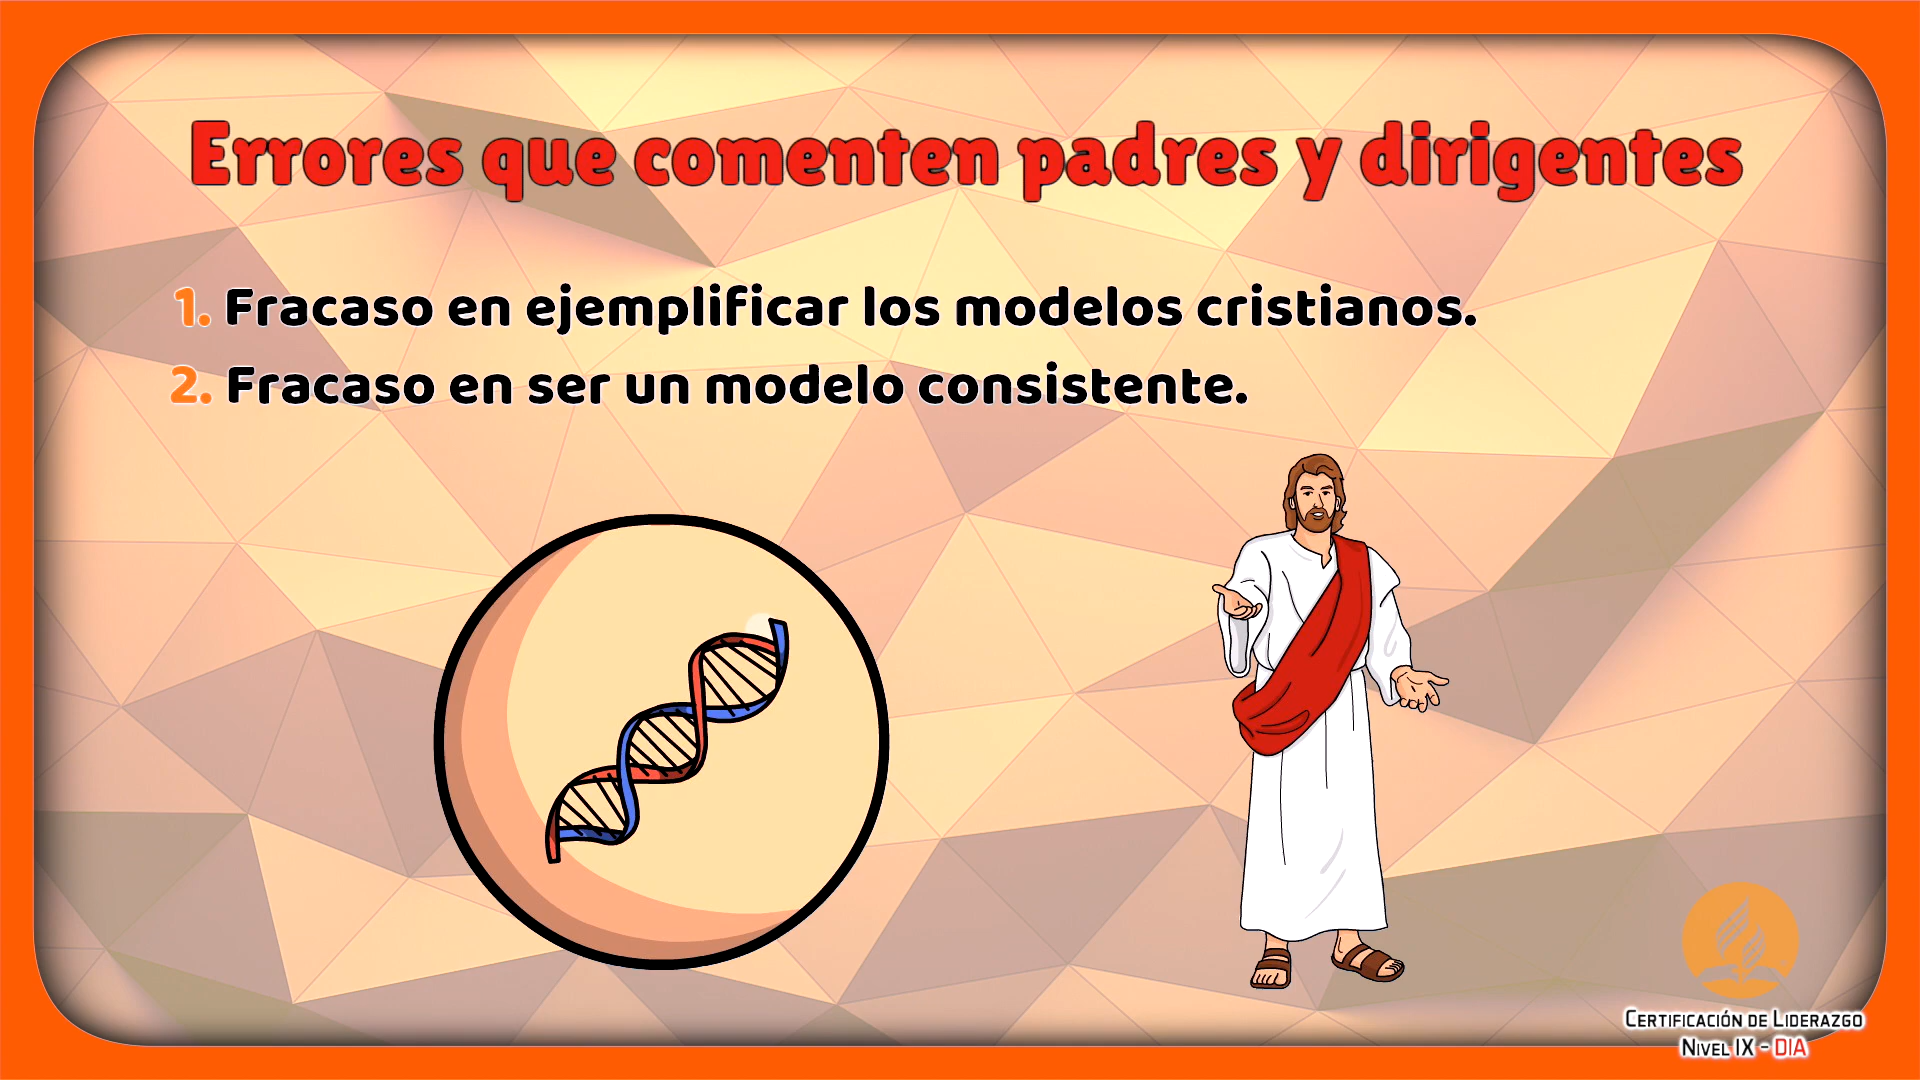 Errores que comenten padres y dirigentes
1. Fracaso en ejemplificar los modelos cristianos.
2. Fracaso en ser un modelo consistente.
Certificación de Liderazgo
Nivel IX - DIA